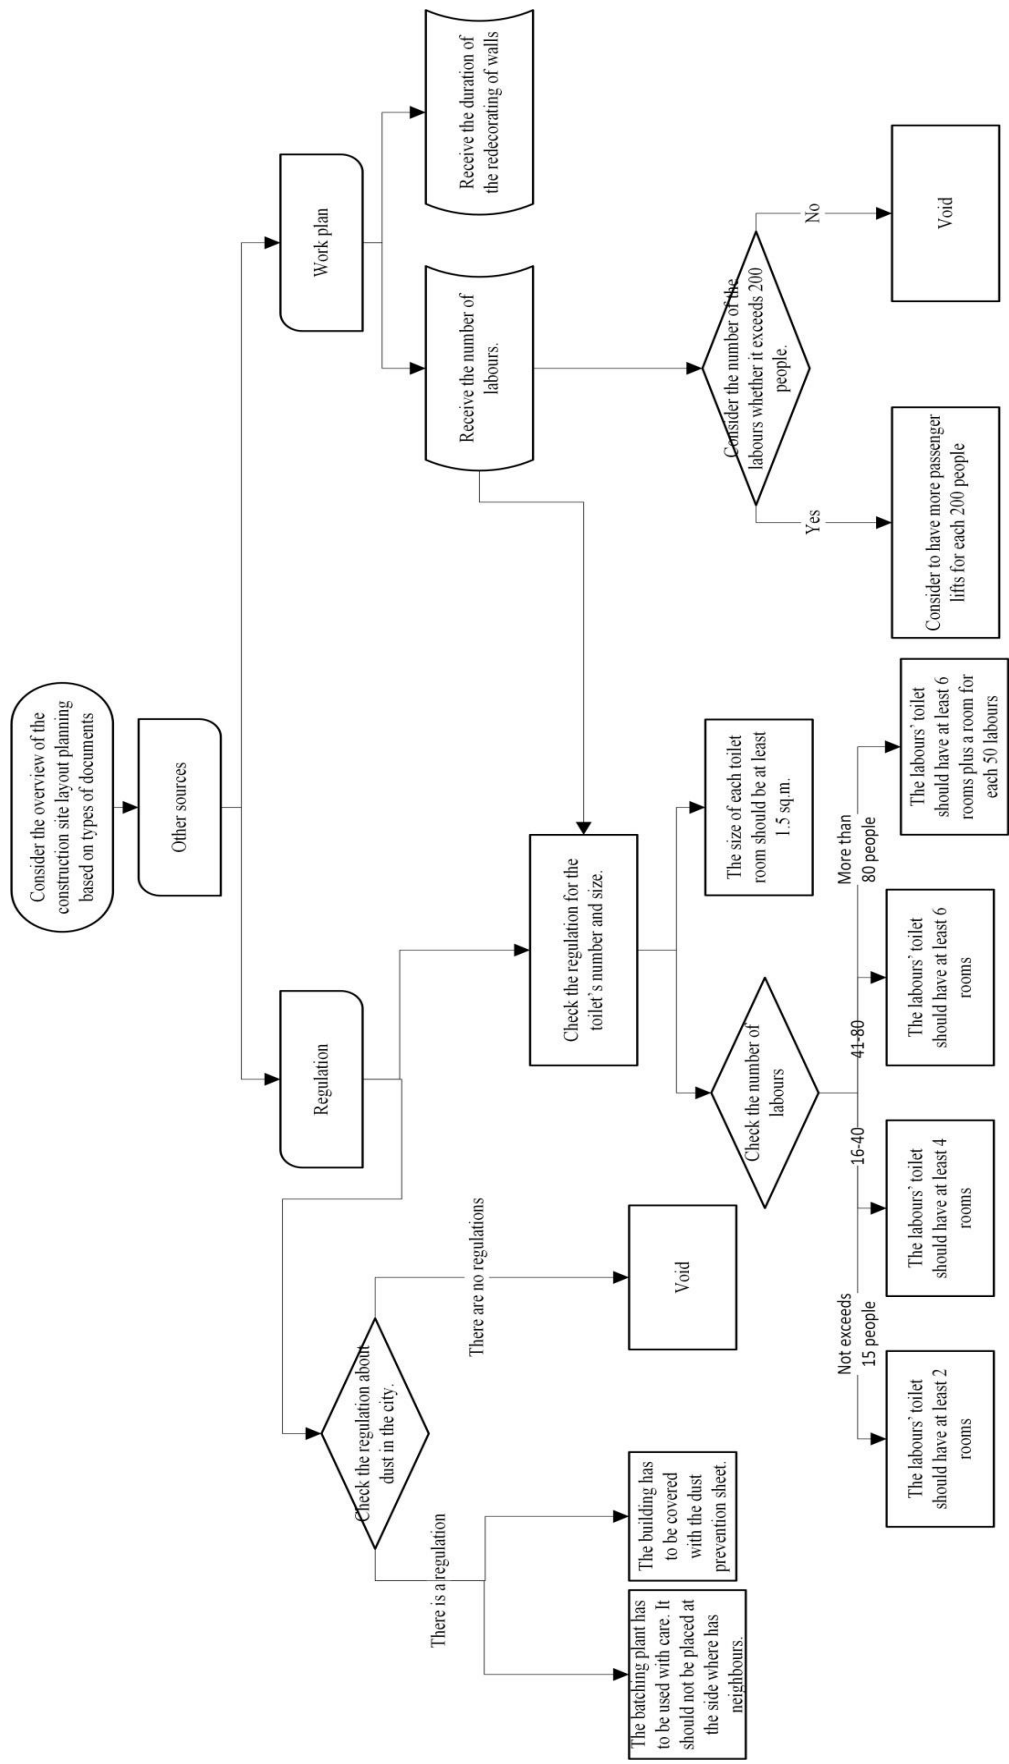 Consider the overview of the
construction site layout planning
based on types of documents
Other sources
Regulation
Work plan
Check the regulation about
dust in the city.
There is a regulation
There are no regulations
The batching plant has
to be used with care. It
should not be placed at
the side where has
neighbours.
The building has
to be covered
with the dust
prevention sheet.
Void
Check the regulation for the
toilet’s number and size.
Check the number of
labours
The size of each toilet
room should be at least
1.5 sq.m.
Not exceeds
15 people
16-40
41-80
More than
80 people
The labours’ toilet
should have at least 2
rooms
The labours’ toilet
should have at least 4
rooms
The labours’ toilet
should have at least 6
rooms
The labours’ toilet
should have at least 6
rooms plus a room for
each 50 labours
Receive the number of
labours.
Receive the duration of
the redecorating of walls
Consider the number of the
labours whether it exceeds 200
people.
Yes
No
Consider to have more passenger
lifts for each 200 people
Void